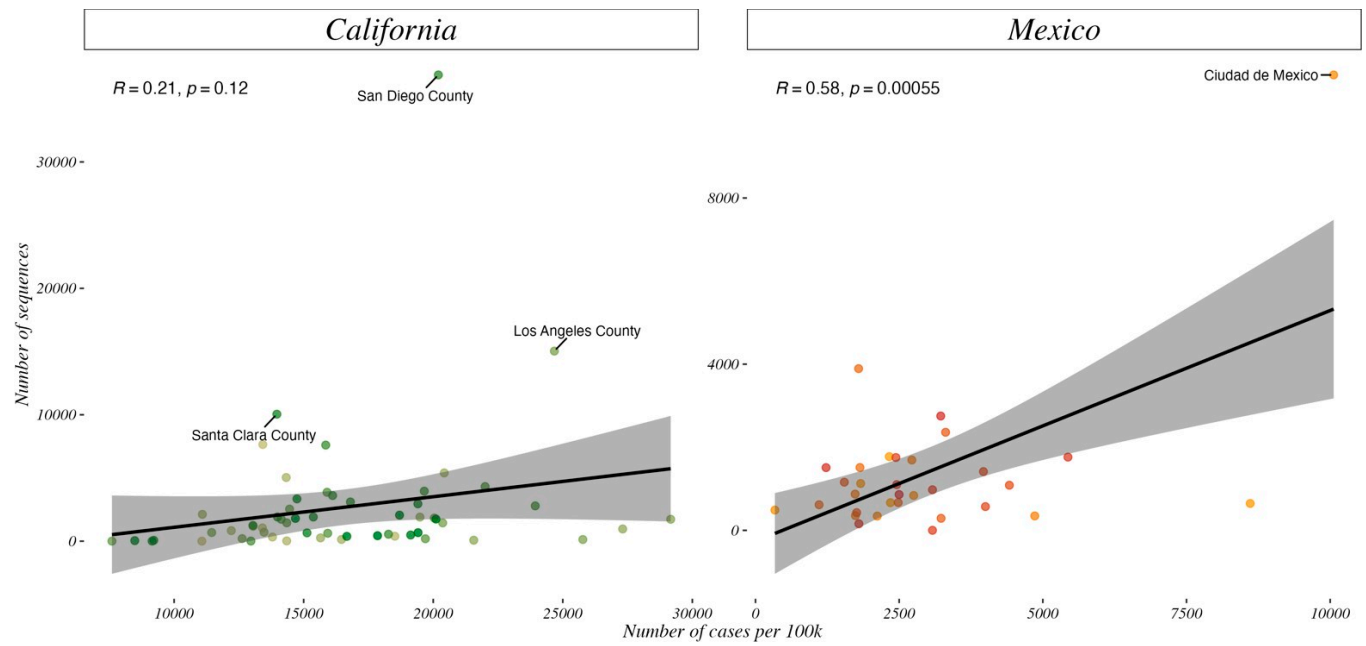 California
Mexico
R = 0.21, p = 0.12
San Diego County
R = 0.58, p = 0.00055
Ciudad de Mexico
Number of sequences
30000
20000
10000
0
Los Angeles County
Santa Clara County
8000
4000
0
10000
15000
20000
25000
30000
0
2500
5000
7500
10000
Number of cases per 100k